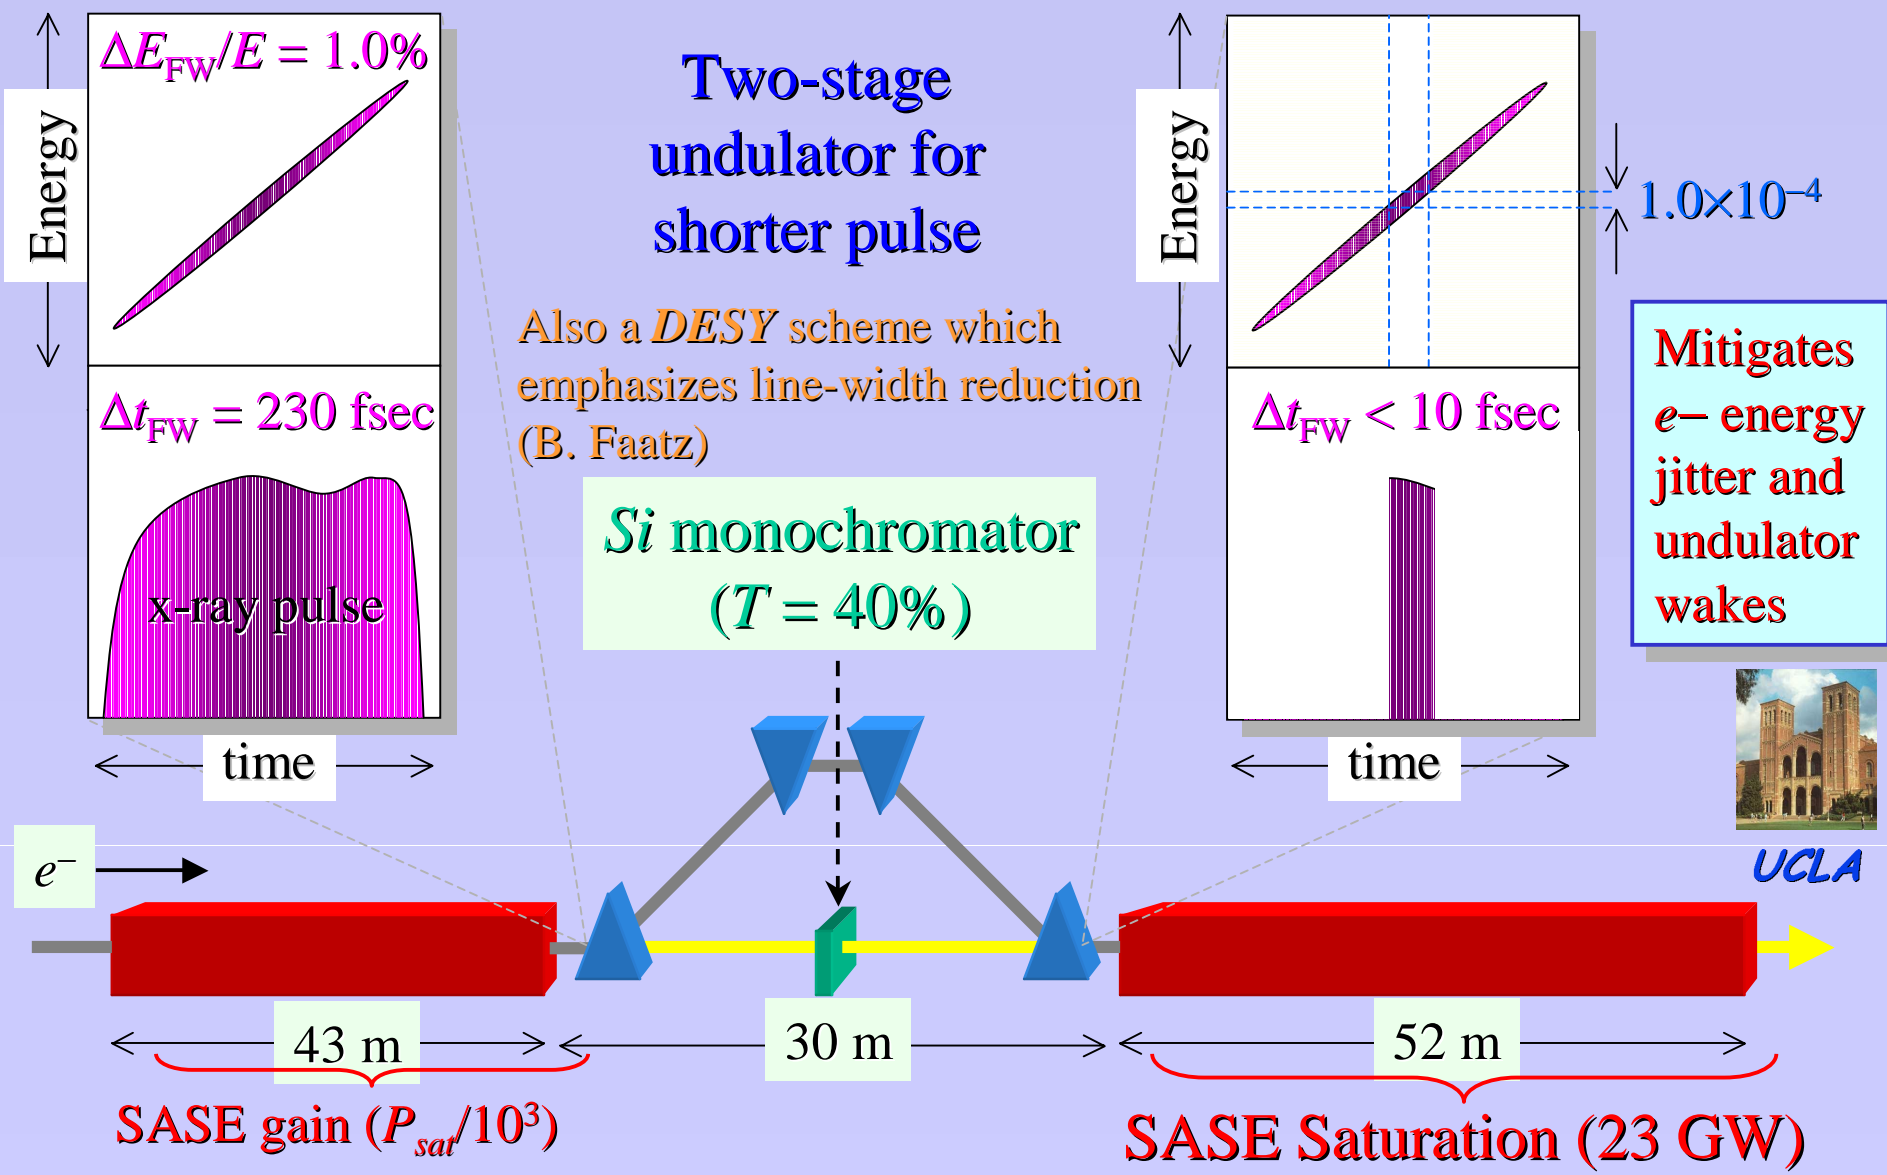 ΔE_FW/E = 1.0%
Energy
Δt_FW = 230 fsec
x-ray pulse
time
Two-stage
undulator for
shorter pulse
Also a DESY scheme which
emphasizes line-width reduction
(B. Faatz)
Si monochromator
(T = 40%)
Energy
1.0×10⁻⁴
Δt_FW < 10 fsec
time
Mitigates
e− energy
jitter and
undulator
wakes
UCLA
e⁻
43 m
30 m
52 m
SASE gain (P_sat/10³)
SASE Saturation (23 GW)